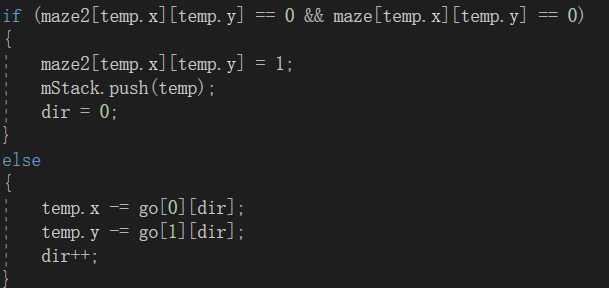 if (maze2[temp.x][temp.y] == 0 && maze[temp.x][temp.y] == 0)
{
maze2[temp.x][temp.y] = 1;
mStack.push(temp);
dir = 0;
}
else
{
temp.x -= go[0][dir];
temp.y -= go[1][dir];
dir++;
}